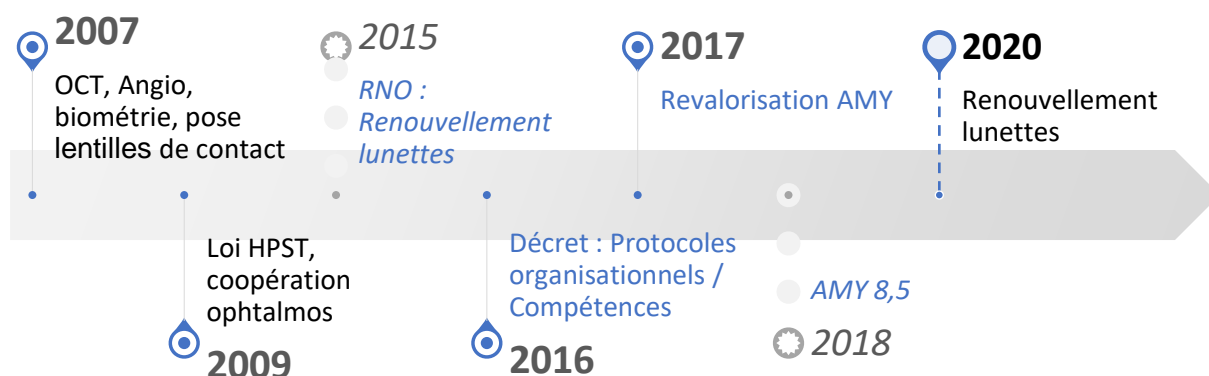 2007
OCT, Angio,
biométrie, pose
lentilles de contact
2015
RNO :
Renouvellement
lunettes
2017
Revalorisation AMY
2020
Renouvellement
lunettes
Loi HPST,
coopération
ophtalmos
2009
Décret : Protocoles
organisationnels /
Compétences
2016
AMY 8,5
2018